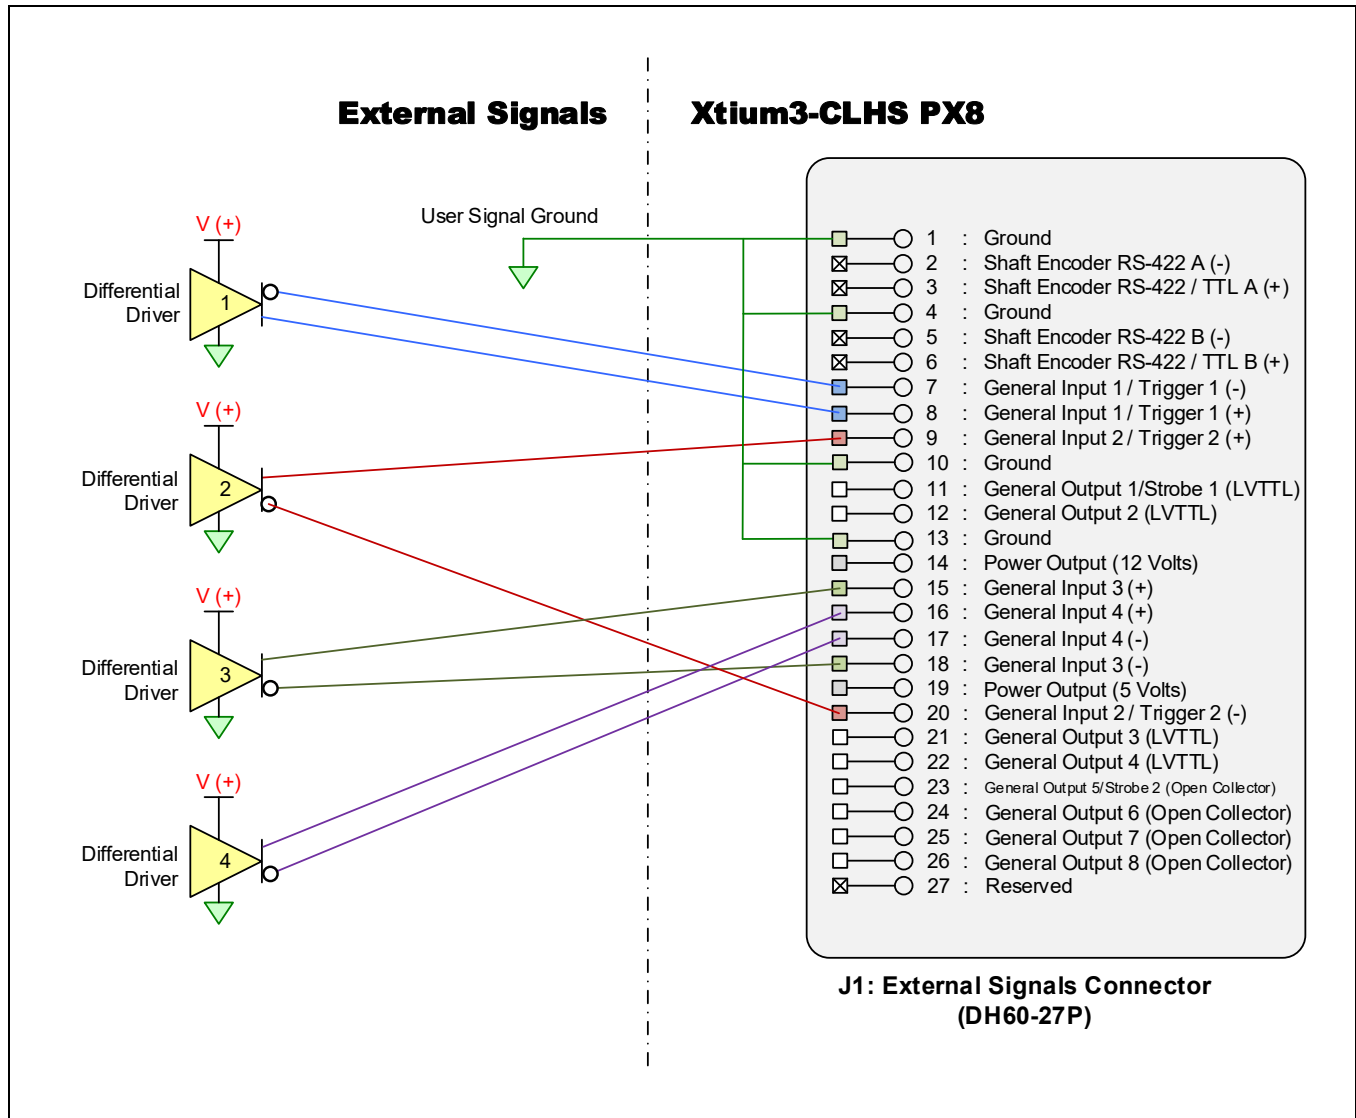 External Signals
Xtium3-CLHS PX8
User Signal Ground
V (+)
Differential
Driver
1
V (+)
Differential
Driver
2
V (+)
Differential
Driver
3
V (+)
Differential
Driver
4
1 : Ground
2 : Shaft Encoder RS-422 A (-)
3 : Shaft Encoder RS-422 / TTL A (+)
4 : Ground
5 : Shaft Encoder RS-422 B (-)
6 : Shaft Encoder RS-422 / TTL B (+)
7 : General Input 1 / Trigger 1 (-)
8 : General Input 1 / Trigger 1 (+)
9 : General Input 2 / Trigger 2 (+)
10 : Ground
11 : General Output 1/Strobe 1 (LVTTL)
12 : General Output 2 (LVTTL)
13 : Ground
14 : Power Output (12 Volts)
15 : General Input 3 (+)
16 : General Input 4 (+)
17 : General Input 4 (-)
18 : General Input 3 (-)
19 : Power Output (5 Volts)
20 : General Input 2 / Trigger 2 (-)
21 : General Output 3 (LVTTL)
22 : General Output 4 (LVTTL)
23 : General Output 5/Strobe 2 (Open Collector)
24 : General Output 6 (Open Collector)
25 : General Output 7 (Open Collector)
26 : General Output 8 (Open Collector)
27 : Reserved
J1: External Signals Connector
(DH60-27P)